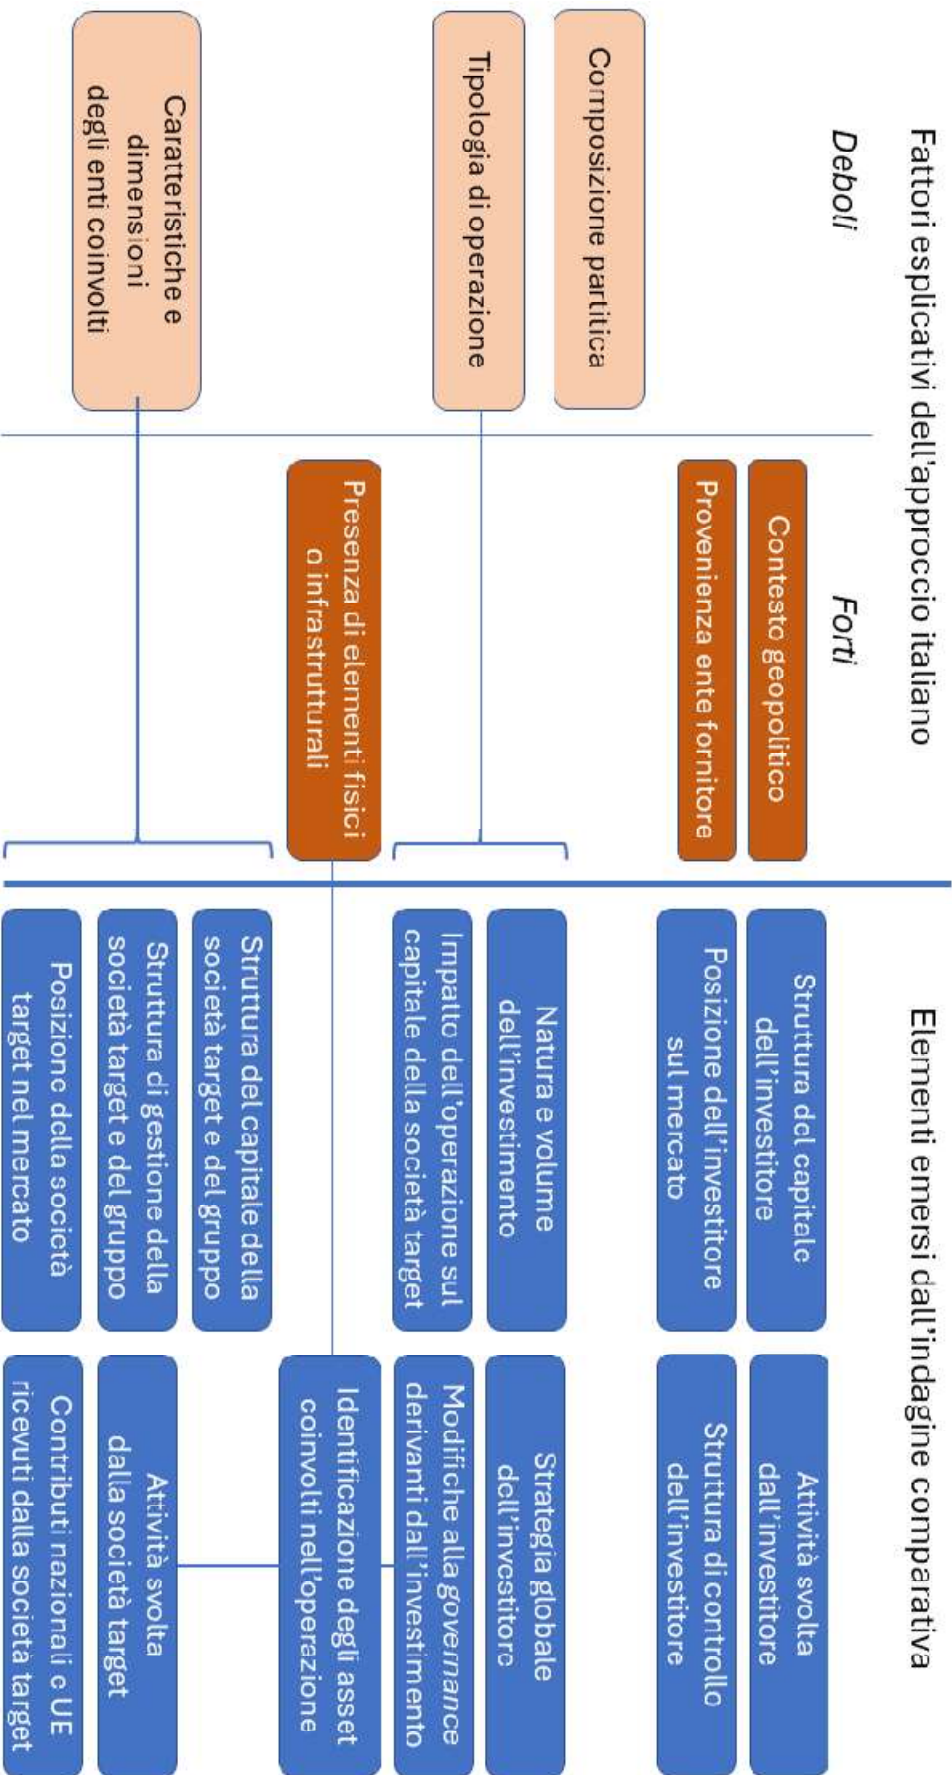 Fattori esplicativi dell'approccio italiano
Deboli
Composizione partitica
Tipologia di operazione
Caratteristiche e
dimensioni
degli enti coinvolti
Forti
Contesto geopolitico
Provenienza ente fornitore
Presenza di elementi fisici
o infrastrutturali
Elementi emersi dall'indagine comparativa
Struttura del capitale
dell'investitore
Posizione dell'investitore
sul mercato
Natura e volume
dell'investimento
Impatto dell'operazione sul
capitale della società target
Struttura del capitale della
società target e del gruppo
Struttura di gestione della
società target e del gruppo
Posizione della società
target nel mercato
Attività svolta
dall'investitore
Struttura di controllo
dell'investitore
Strategia globale
dell'investitore
Modifiche alla governance
derivanti dall'investimento
Identificazione degli asset
coinvolti nell'operazione
Attività svolta
dalla società target
Contributi nazionali e UE
ricevuti dalla società target